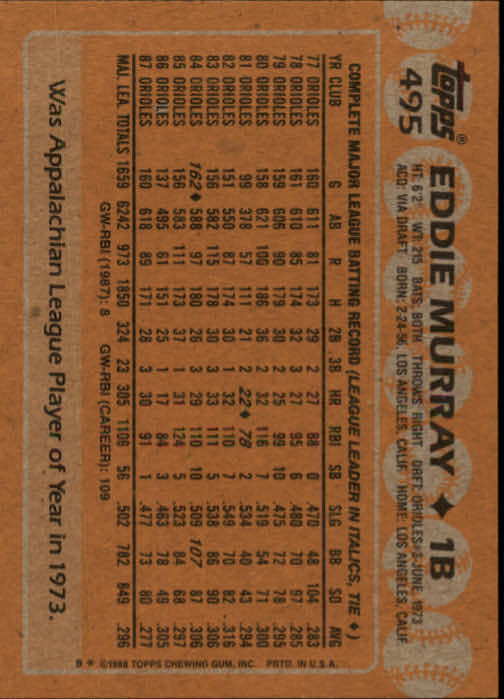 topps®
495
EDDIE MURRAY ♦ 1B
HT: 6'2" WT: 215 BATS: BOTH THROWS: RIGHT DRFT: ORIOLES #3-JUNE, 1973
ACQ: VIA DRAFT BORN: 2-24-56, LOS ANGELES, CALIF. HOME: LOS ANGELES, CALIF.
COMPLETE MAJOR LEAGUE BATTING RECORD (LEAGUE LEADER IN ITALICS, TIE ♦)
YR CLUB G AB R H 2B 3B HR RBI SB SLG BB SO AVG
77 ORIOLES 160 611 81 173 29 2 27 88 0 .470 48 104 .283
78 ORIOLES 161 610 85 174 32 3 27 95 6 .480 70 97 .285
79 ORIOLES 159 606 90 179 30 2 25 99 10 .475 72 78 .295
80 ORIOLES 158 621 100 186 36 2 32 116 7 .519 54 71 .300
81 ORIOLES 99 378 57 111 21 2 22♦ 78 2 .534 40 43 .294
82 ORIOLES 151 550 87 174 30 1 32 110 7 .549 70 82 .316
83 ORIOLES 156 582 115 178 30 3 33 111 5 .538 86 90 .306
84 ORIOLES 162♦ 588 97 180 26 3 29 110 10 .509 107 87 .306
85 ORIOLES 156 583 111 173 37 1 31 124 5 .523 84 68 .297
86 ORIOLES 137 495 61 151 25 1 17 84 3 .463 78 49 .305
87 ORIOLES 160 618 89 171 28 3 30 91 1 .477 73 80 .277
MAJ. LEA. TOTALS 1659 6242 973 1850 324 23 305 1106 56 .502 782 849 .296
GW-RBI (1987): 8 GW-RBI (CAREER): 109
Was Appalachian League Player of Year in 1973.
B * ©1988 TOPPS CHEWING GUM, INC. PRTD. IN U.S.A.